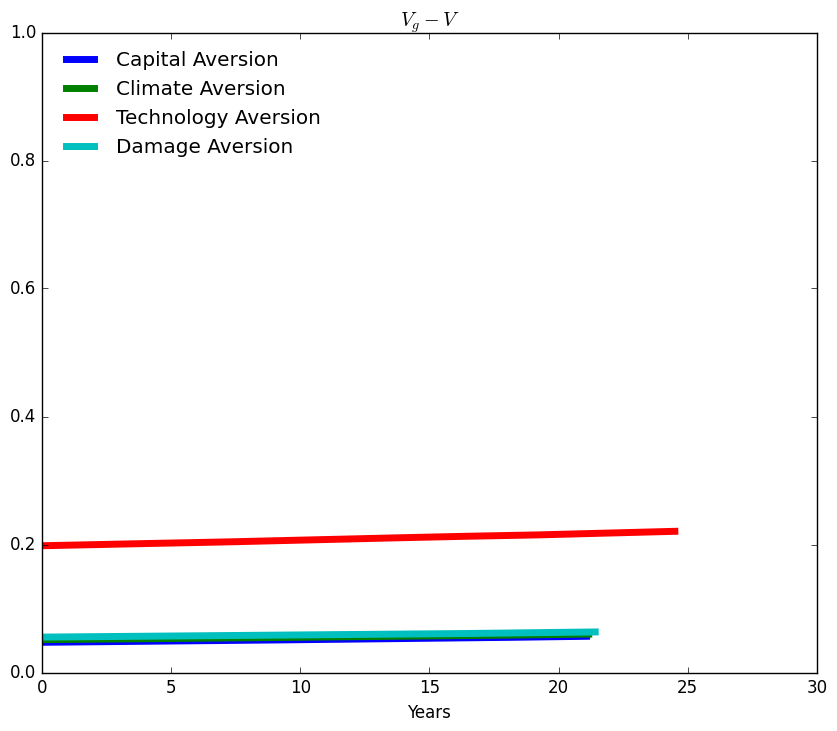 V_g − V
1.0
Capital Aversion
Climate Aversion
Technology Aversion
Damage Aversion
0.8
0.6
0.4
0.2
0.0
0 5 10 15 20 25 30
Years